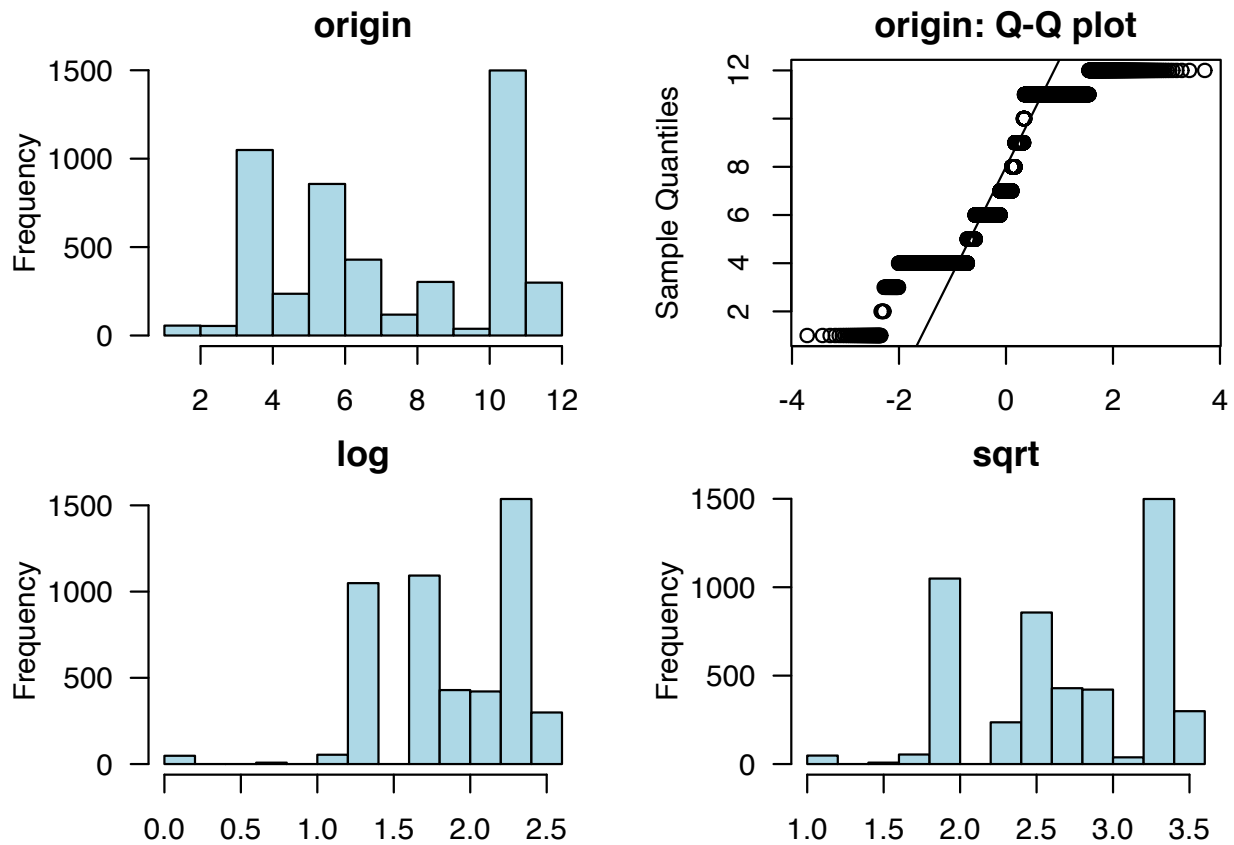 origin
Frequency
0 500 1000 1500
2 4 6 8 10 12
origin: Q-Q plot
Sample Quantiles
2 4 6 8 12
-4 -2 0 2 4
log
Frequency
0 500 1000 1500
0.0 0.5 1.0 1.5 2.0 2.5
sqrt
Frequency
0 500 1000 1500
1.0 1.5 2.0 2.5 3.0 3.5